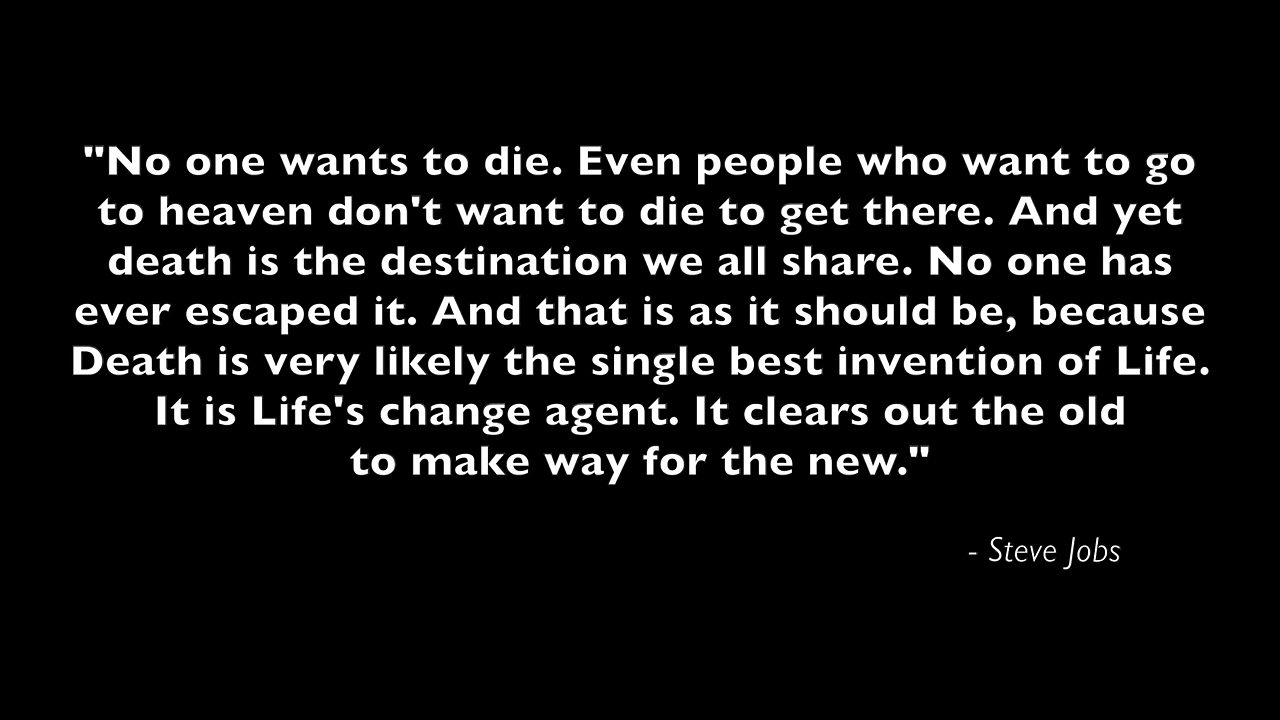 "No one wants to die. Even people who want to go
to heaven don't want to die to get there. And yet
death is the destination we all share. No one has
ever escaped it. And that is as it should be, because
Death is very likely the single best invention of Life.
It is Life's change agent. It clears out the old
to make way for the new."
- Steve Jobs